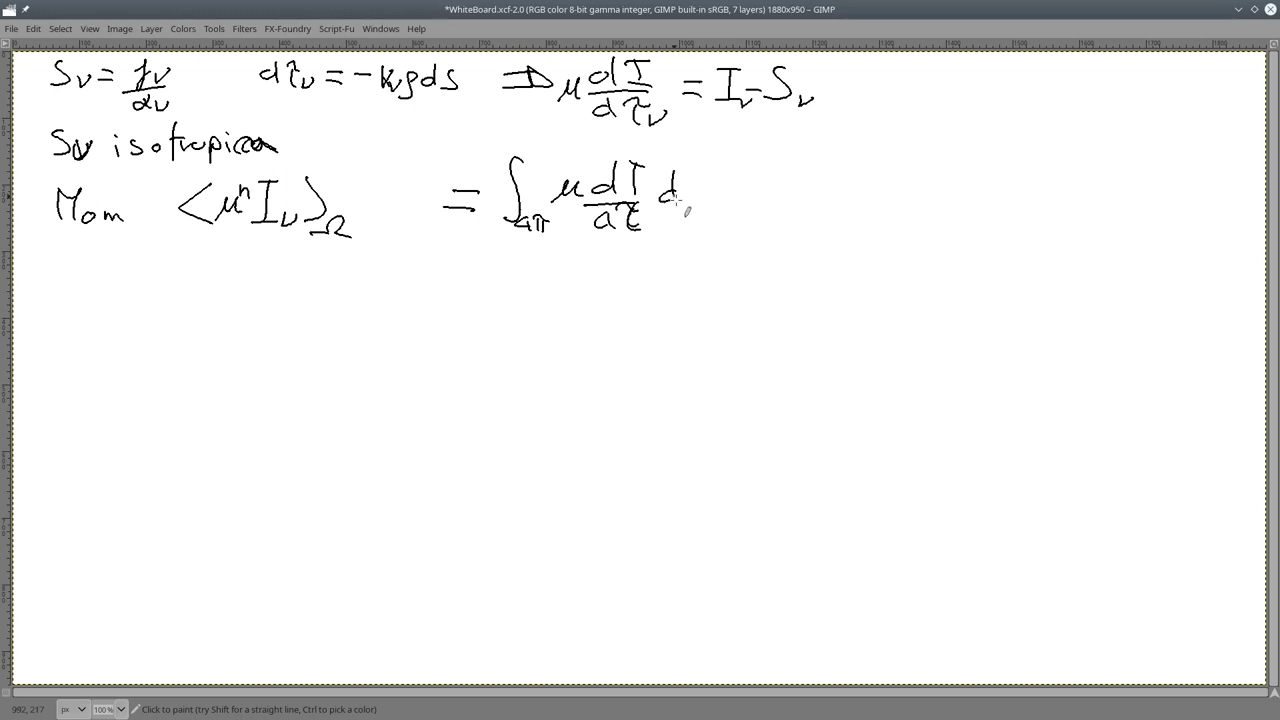 *WhiteBoard.xcf-2.0 (RGB color 8-bit gamma integer, GIMP built-in sRGB, 7 layers) 1880x950 – GIMP
File Edit Select View Image Layer Colors Tools Filters FX-Foundry Script-Fu Windows Help
Sν = jν/αν dτν = −kνρds ⇒ μ dI/dτν = Iν − Sν
Sν isotropic
Mom ⟨μⁿIν⟩Ω = ∫4π μ dI/dτ d
992, 217 px 100% Click to paint (try Shift for a straight line, Ctrl to pick a color)